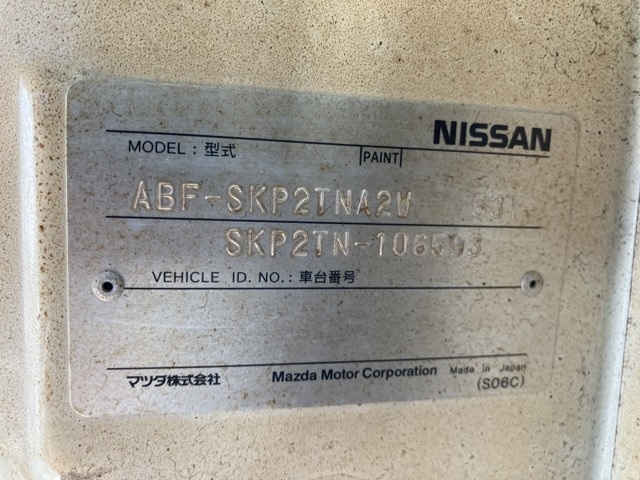 NISSAN
MODEL : 型式 PAINT
ABF-SKP2TNA2W
SKP2TN-106593
VEHICLE ID. NO. : 車台番号
マツダ株式会社 Mazda Motor Corporation Made in Japan
(S06C)